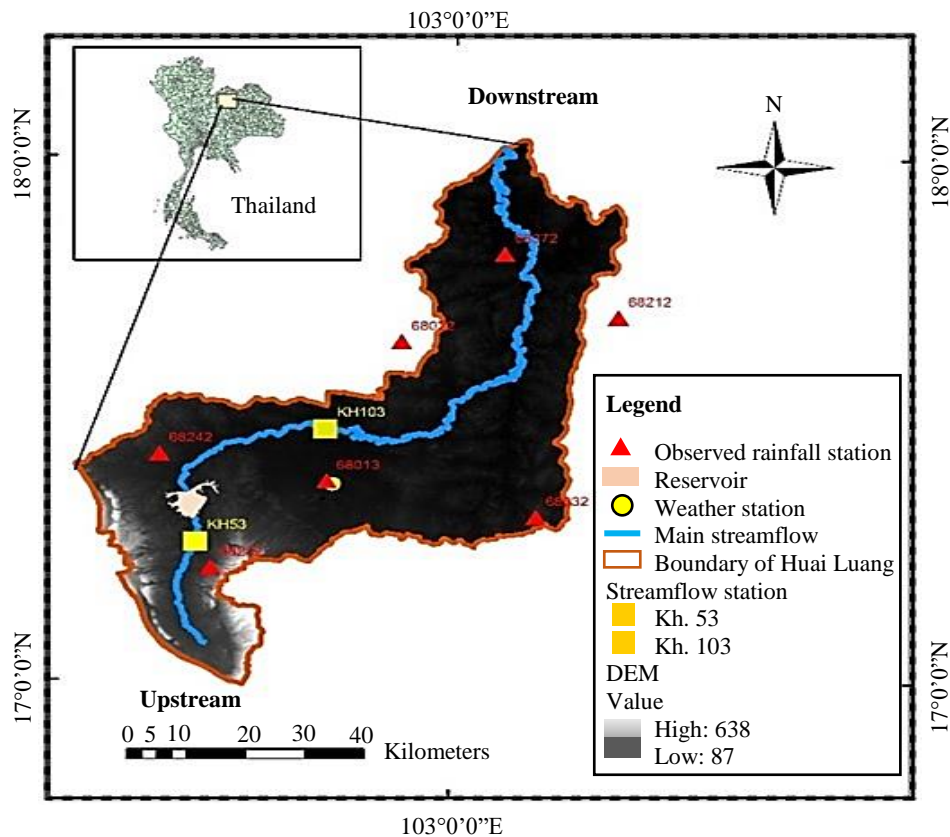 103°0'0”E
Downstream
N
18°0'0”N
18°0'0”N
Thailand
68212
KH103
68242
68013
KH53
Legend
Observed rainfall station
Reservoir
Weather station
Main streamflow
Boundary of Huai Luang
Streamflow station
Kh. 53
Kh. 103
DEM
Value
High: 638
Low: 87
17°0'0”N
17°0'0”N
Upstream
0 5 10 20 30 40
Kilometers
103°0'0”E